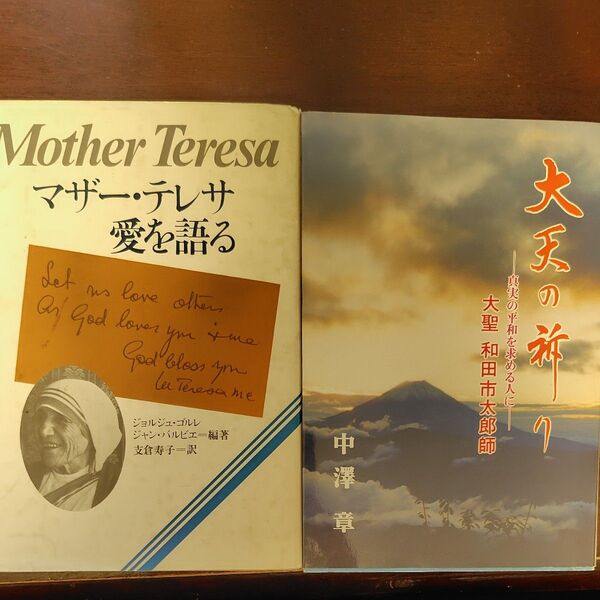 Mother Teresa
マザー・テレサ
愛を語る
Let us love others
as God loves you & me
God bless you
lle Teresa me
ジョルジュ・ゴルレ
ジャン・バルビエ=編著
支倉寿子=訳
大天の祈り
―真実の平和を求める人に―
大聖 和田市太郎師
中澤 章